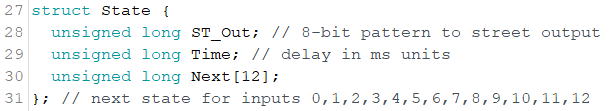 27 struct State {
28   unsigned long ST_Out; // 8-bit pattern to street output
29   unsigned long Time; // delay in ms units
30   unsigned long Next[12];
31 }; // next state for inputs 0,1,2,3,4,5,6,7,8,9,10,11,12